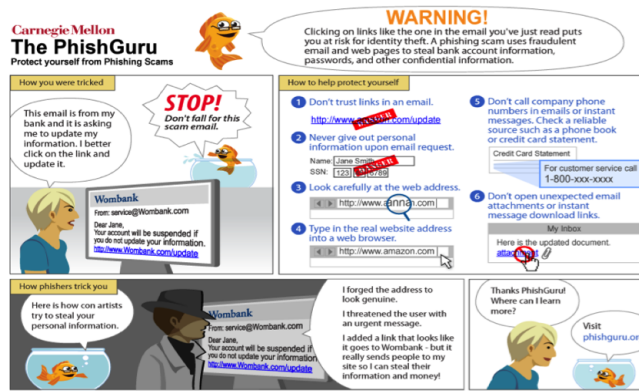 Carnegie Mellon
The PhishGuru
Protect yourself from Phishing Scams
WARNING!
Clicking on links like the one in the email you've just read puts
you at risk for identity theft. A phishing scam uses fraudulent
email and web pages to steal bank account information,
passwords, and other confidential information.
How you were tricked
This email is from my
bank and it is asking
me to update my
information. I better
click on the link and
update it.
STOP!
Don't fall for this
scam email.
Wombank
From: service@Wombank.com
Dear Jane,
Your account will be suspended if
you do not update your information.
http://www.Wombank.com/update
How to help protect yourself
1 Don't trust links in an email.
http://www.amazon.com/update
DANGER
2 Never give out personal
information upon email request.
Name: Jane Smith
SSN: 123 6789
DANGER
3 Look carefully at the web address.
http://www.annazon.com
4 Type in the real website address
into a web browser.
http://www.amazon.com
5 Don't call company phone
numbers in emails or instant
messages. Check a reliable
source such as a phone book
or credit card statement.
Credit Card Statement
For customer service call
1-800-xxx-xxxx
6 Don't open unexpected email
attachments or instant
message download links.
My Inbox
Here is the updated document.
attachment
How phishers trick you
Here is how con artists
try to steal your
personal information.
Wombank
From: service@Wombank.com
Dear Jane,
Your account will be suspended if
you do not update your information
http://www.Wombank.com/update
I forged the address to
look genuine.
I threatened the user with
an urgent message.
I added a link that looks like
it goes to Wombank - but it
really sends people to my
site so I can steal their
information and money!
Thanks PhishGuru!
Where can I learn
more?
Visit
phishguru.or